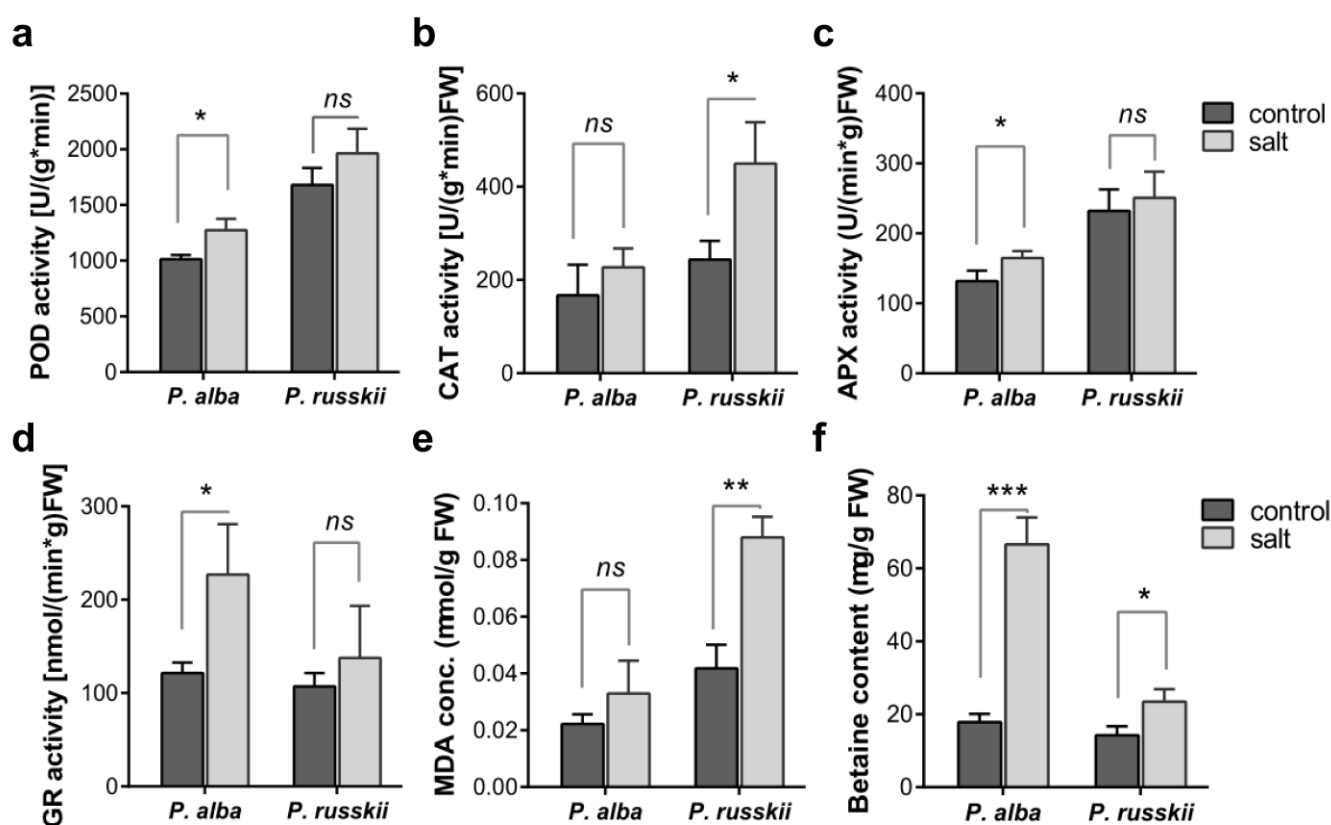 a
POD activity [U/(g*min)]
2500
2000
1500
1000
500
0
*
ns
P. alba
P. russkii
b
CAT activity [U/(g*min)FW]
600
400
200
0
ns
*
P. alba
P. russkii
c
APX activity (U/(min*g)FW)
400
300
200
100
0
*
ns
P. alba
P. russkii
control
salt
d
GR activity [nmol/(min*g)FW]
300
200
100
0
*
ns
P. alba
P. russkii
e
MDA conc. (mmol/g FW)
0.10
0.08
0.06
0.04
0.02
0.00
ns
**
P. alba
P. russkii
f
Betaine content (mg/g FW)
80
60
40
20
0
***
*
P. alba
P. russkii
control
salt